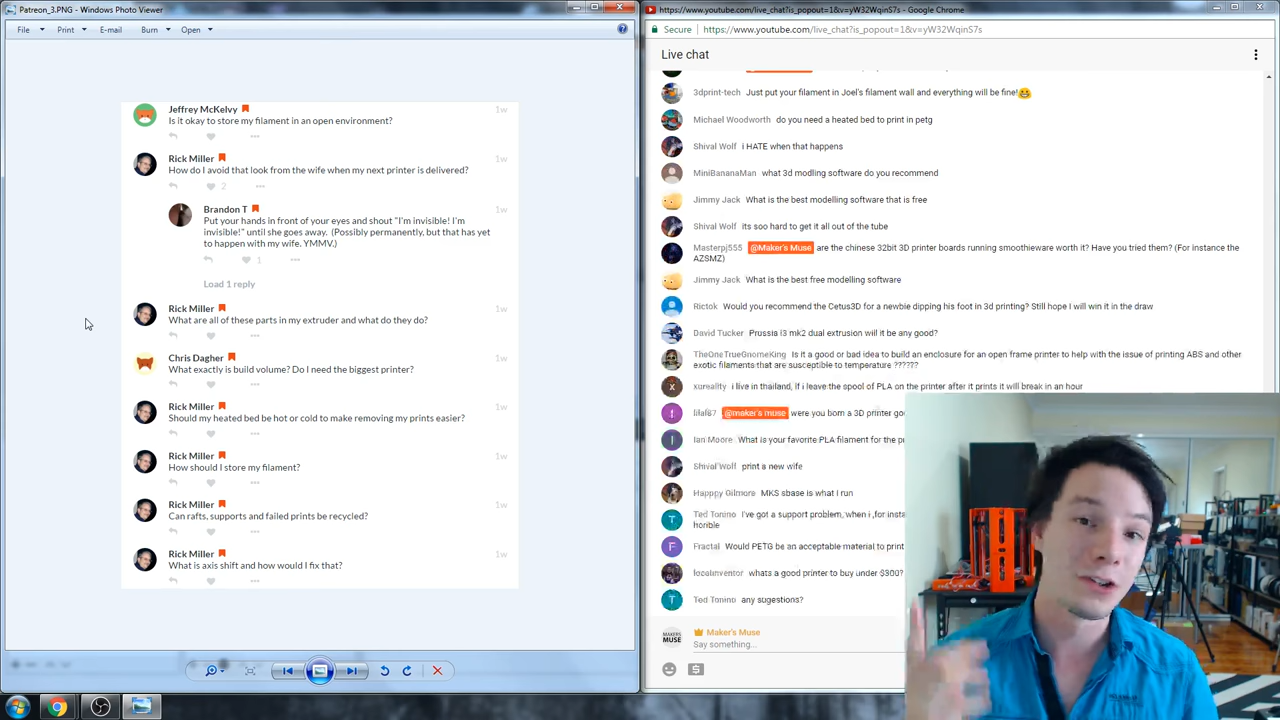 Patreon_3.PNG - Windows Photo Viewer
File Print E-mail Burn Open
Jeffrey McKelvy
1w
Is it okay to store my filament in an open environment?
Rick Miller
1w
How do I avoid that look from the wife when my next printer is delivered?
2
Brandon T
1w
Put your hands in front of your eyes and shout "I'm invisible! I'm
invisible!" until she goes away. (Possibly permanently, but that has yet
to happen with my wife. YMMV.)
1
Load 1 reply
Rick Miller
1w
What are all of these parts in my extruder and what do they do?
Chris Dagher
1w
What exactly is build volume? Do I need the biggest printer?
Rick Miller
1w
Should my heated bed be hot or cold to make removing my prints easier?
Rick Miller
1w
How should I store my filament?
Rick Miller
1w
Can rafts, supports and failed prints be recycled?
Rick Miller
1w
What is axis shift and how would I fix that?
https://www.youtube.com/live_chat?is_popout=1&v=yW32WqinS7s - Google Chrome
Secure https://www.youtube.com/live_chat?is_popout=1&v=yW32WqinS7s
Live chat
3dprint-tech Just put your filament in Joel's filament wall and everything will be fine!
Michael Woodworth do you need a heated bed to print in petg
Shival Wolf i HATE when that happens
MiniBananaMan what 3d modling software do you recommend
Jimmy Jack What is the best modelling software that is free
Shival Wolf its soo hard to get it all out of the tube
Masterpj555 @Maker's Muse are the chinese 32bit 3D printer boards running smoothieware worth it? Have you tried them? (For instance the
AZSMZ)
Jimmy Jack What is the best free modelling software
Rictok Would you recommend the Cetus3D for a newbie dipping his foot in 3d printing? Still hope I will win it in the draw
David Tucker Prussia i3 mk2 dual extrusion will it be any good?
TheOneTrueGnomeKing Is it a good or bad idea to build an enclosure for an open frame printer to help with the issue of printing ABS and other
exotic filaments that are susceptible to temperature ??????
xureality i live in thailand, if i leave the spool of PLA on the printer after it prints it will break in an hour
@maker's muse were you born a 3D printer go
Ian Moore What is your favorite PLA filament for the p
Shival Wolf print a new wife
Happpy Gilmore MKS sbase is what I run
Ted Tonino I've got a support problem, when i ,for insta
horrible
Fractal Would PETG be an acceptable material to print
whats a good printer to buy under $300?
Ted Tonino any sugestions?
MAKER'S
MUSE
Maker's Muse
Say something...